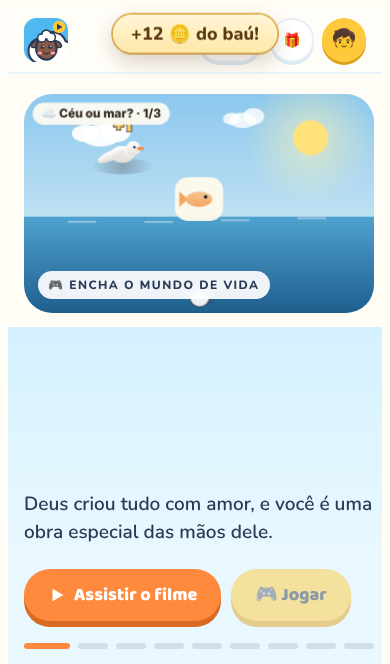 +12 🪙 do baú!
☁️ Céu ou mar? · 1/3
+1
🎮 ENCHA O MUNDO DE VIDA
Deus criou tudo com amor, e você é uma
obra especial das mãos dele.
▶ Assistir o filme
🎮 Jogar